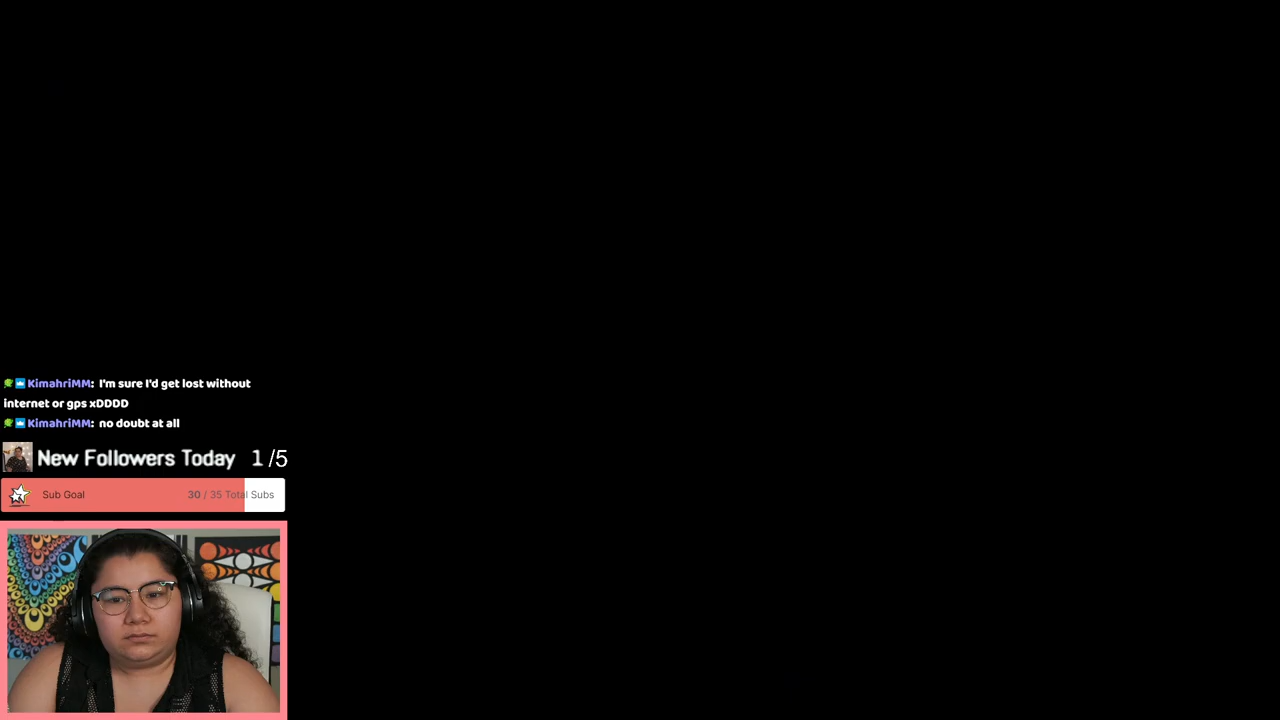 KimahriMM: I'm sure I'd get lost without
internet or gps xDDDD
KimahriMM: no doubt at all
New Followers Today 1 /5
Sub Goal 30 / 35 Total Subs